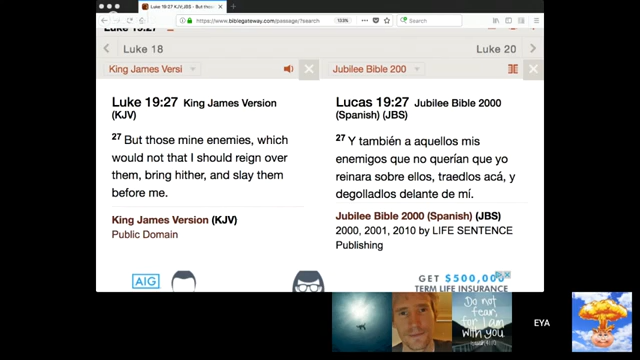 Luke 19:27
Luke 19:27 KJV;JBS - But thos
https://www.biblegateway.com/passage/?search
133%
Search
Luke 18
Luke 20
King James Versi
Jubilee Bible 200
Luke 19:27 King James Version
(KJV)
27 But those mine enemies, which
would not that I should reign over
them, bring hither, and slay them
before me.
King James Version (KJV)
Public Domain
Lucas 19:27 Jubilee Bible 2000
(Spanish) (JBS)
27 Y también a aquellos mis
enemigos que no querían que yo
reinara sobre ellos, traedlos acá, y
degolladlos delante de mí.
Jubilee Bible 2000 (Spanish) (JBS)
2000, 2001, 2010 by LIFE SENTENCE
Publishing
AIG
GET $500,000
TERM LIFE INSURANCE
Do not
fear,
for I am
with you
EYA